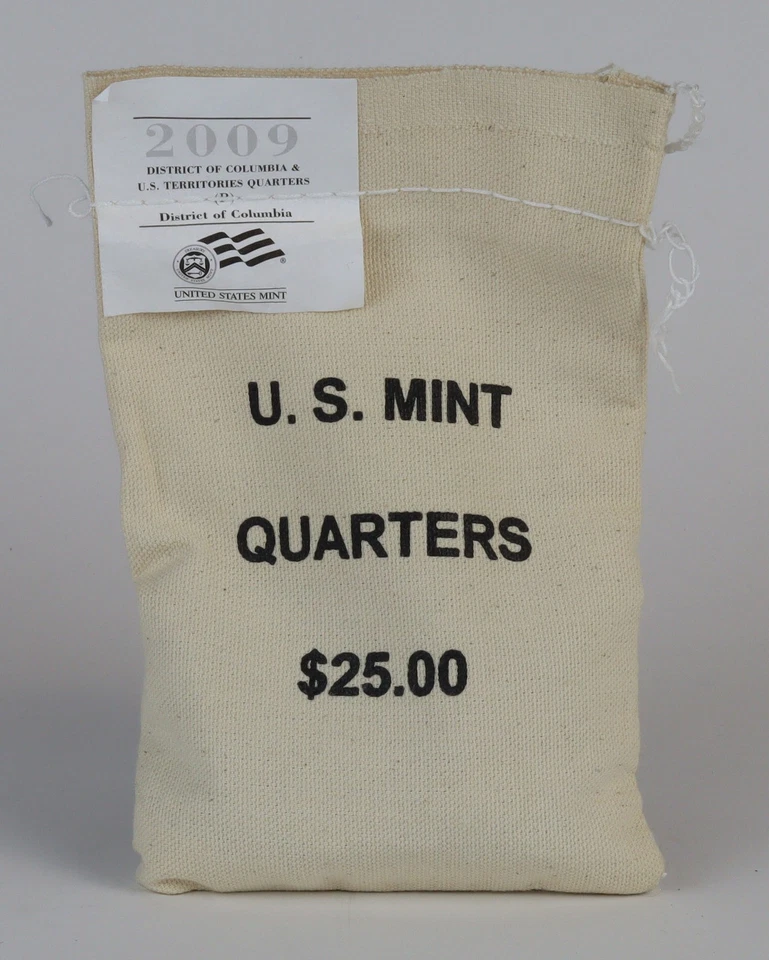 2009
DISTRICT OF COLUMBIA &
U.S. TERRITORIES QUARTERS
District of Columbia
®
UNITED STATES MINT
U. S. MINT
QUARTERS
$25.00